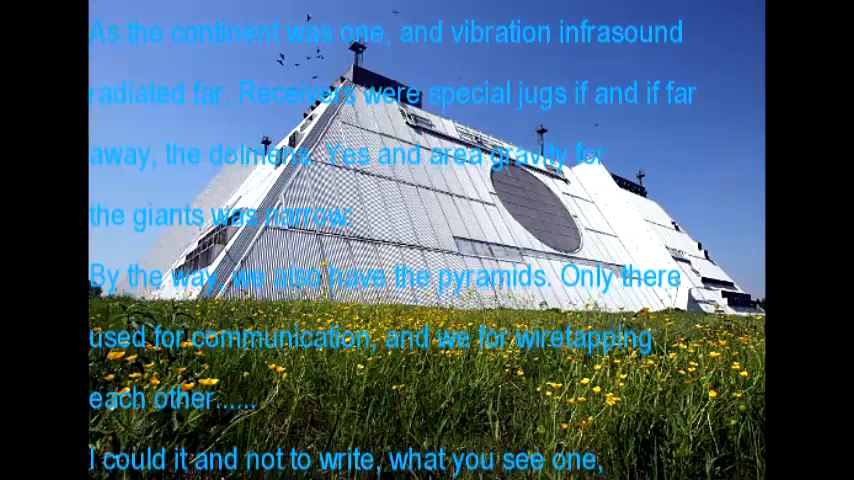 As the continent was one, and vibration infrasound
radiated far. Receivers were special jugs if and if far
away, the dolmens. Yes and area gravity for
the giants was narrow:
By the way, we also have the pyramids. Only there
used for communication, and we for wiretapping
each other......
I could it and not to write, what you see one,